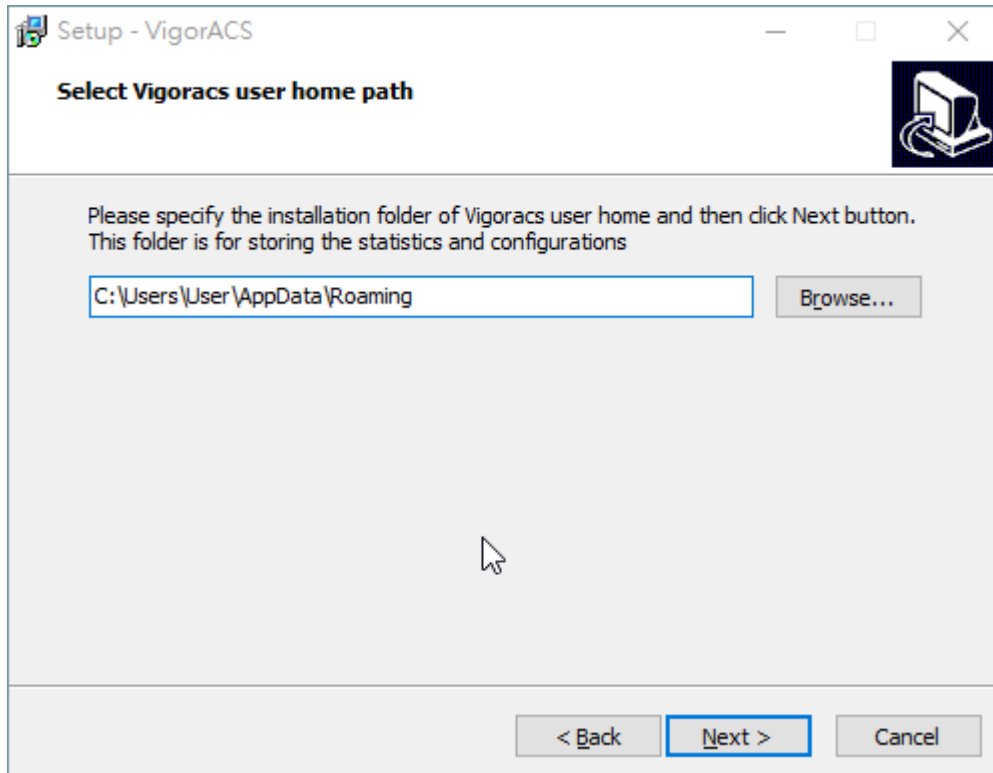 Setup - VigorACS
Select Vigoracs user home path
Please specify the installation folder of Vigoracs user home and then click Next button.
This folder is for storing the statistics and configurations
C:\Users\User\AppData\Roaming
Browse...
< Back
Next >
Cancel